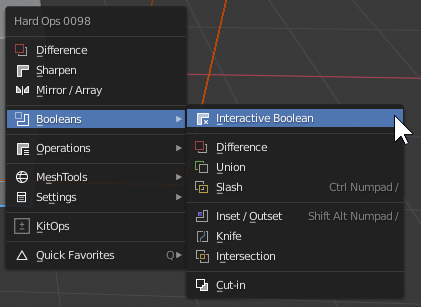 Hard Ops 0098
Difference
Sharpen
Mirror / Array
Booleans
Operations
MeshTools
Settings
KitOps
Quick Favorites Q
Interactive Boolean
Difference
Union
Slash Ctrl Numpad /
Inset / Outset Shift Alt Numpad /
Knife
Intersection
Cut-in